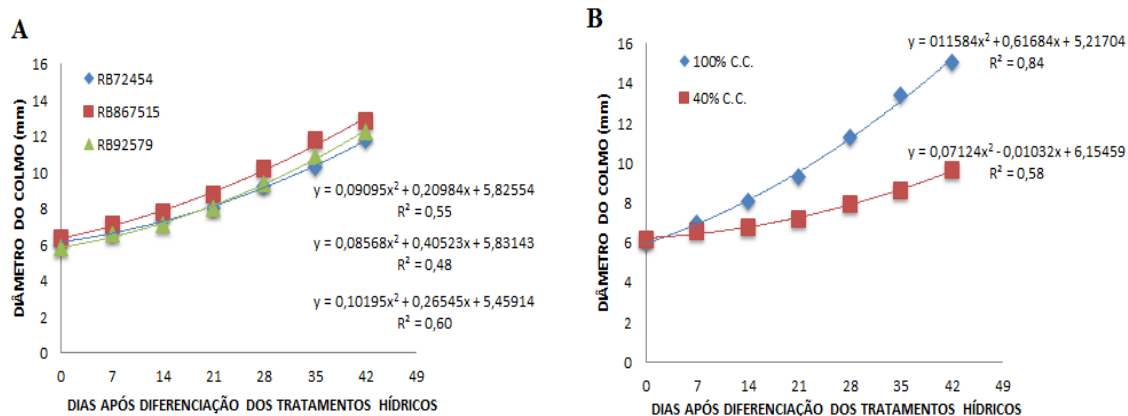 A
DIÂMETRO DO COLMO (mm)
16
14
12
10
8
6
4
2
0
RB72454
RB867515
RB92579
y = 0,09095x² + 0,20984x + 5,82554
R² = 0,55
y = 0,08568x² + 0,40523x + 5,83143
R² = 0,48
y = 0,10195x² + 0,26545x + 5,45914
R² = 0,60
0 7 14 21 28 35 42 49
DIAS APÓS DIFERENCIAÇÃO DOS TRATAMENTOS HÍDRICOS
B
DIÂMETRO DO COLMO (mm)
16
14
12
10
8
6
4
2
0
100% C.C.
40% C.C.
y = 011584x² + 0,61684x + 5,21704
R² = 0,84
y = 0,07124x² - 0,01032x + 6,15459
R² = 0,58
0 7 14 21 28 35 42 49
DIAS APÓS DIFERENCIAÇÃO DOS TRATAMENTOS HÍDRICOS